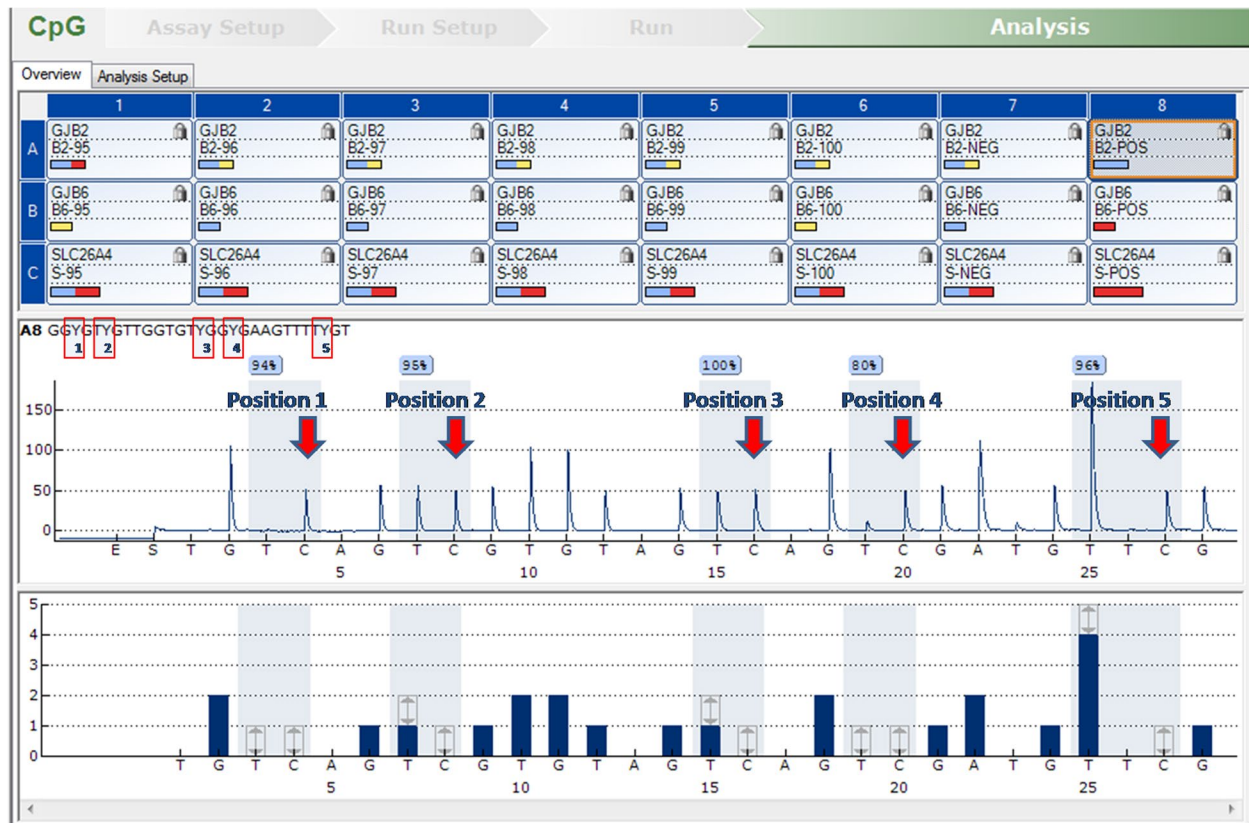 CpG Assay Setup Run Setup Run Analysis
Overview Analysis Setup
1 2 3 4 5 6 7 8
A
GJB2 GJB2 GJB2 GJB2 GJB2 GJB2 GJB2 GJB2
B2-95 B2-96 B2-97 B2-98 B2-99 B2-100 B2-NEG B2-POS
B
GJB6 GJB6 GJB6 GJB6 GJB6 GJB6 GJB6 GJB6
B6-95 B6-96 B6-97 B6-98 B6-99 B6-100 B6-NEG B6-POS
C
SLC26A4 SLC26A4 SLC26A4 SLC26A4 SLC26A4 SLC26A4 SLC26A4 SLC26A4
S-95 S-96 S-97 S-98 S-99 S-100 S-NEG S-POS
A8 GGYGTYGTTGGTGTYGGYGAAGTTTTYGT
1 2 3 4 5
94% 95% 100% 80% 96%
Position 1 Position 2 Position 3 Position 4 Position 5
150
100
50
0
E S T G T C A G T C G T G T A G T C A G T C G A T G T T C G
5 10 15 20 25
5
4
3
2
1
0
T G T C A G T C G T G T A G T C A G T C G A T G T T C G
5 10 15 20 25